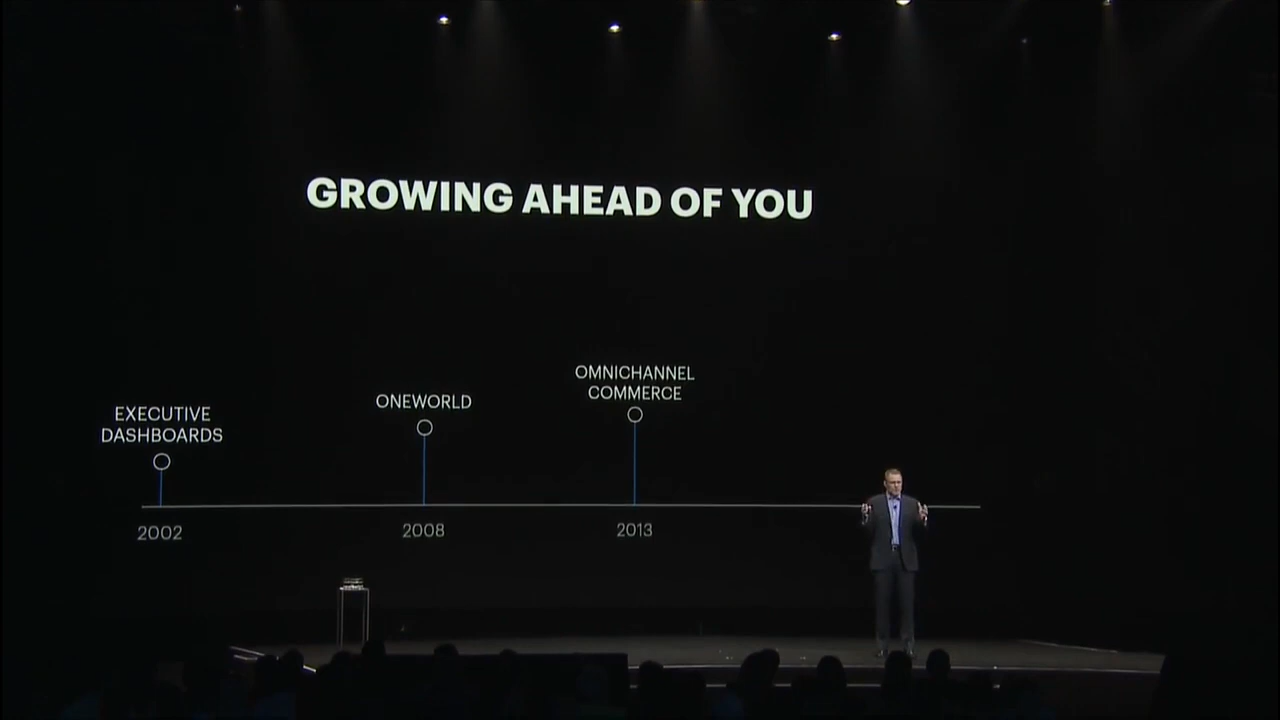 GROWING AHEAD OF YOU
EXECUTIVE
DASHBOARDS
ONEWORLD
OMNICHANNEL
COMMERCE
2002
2008
2013